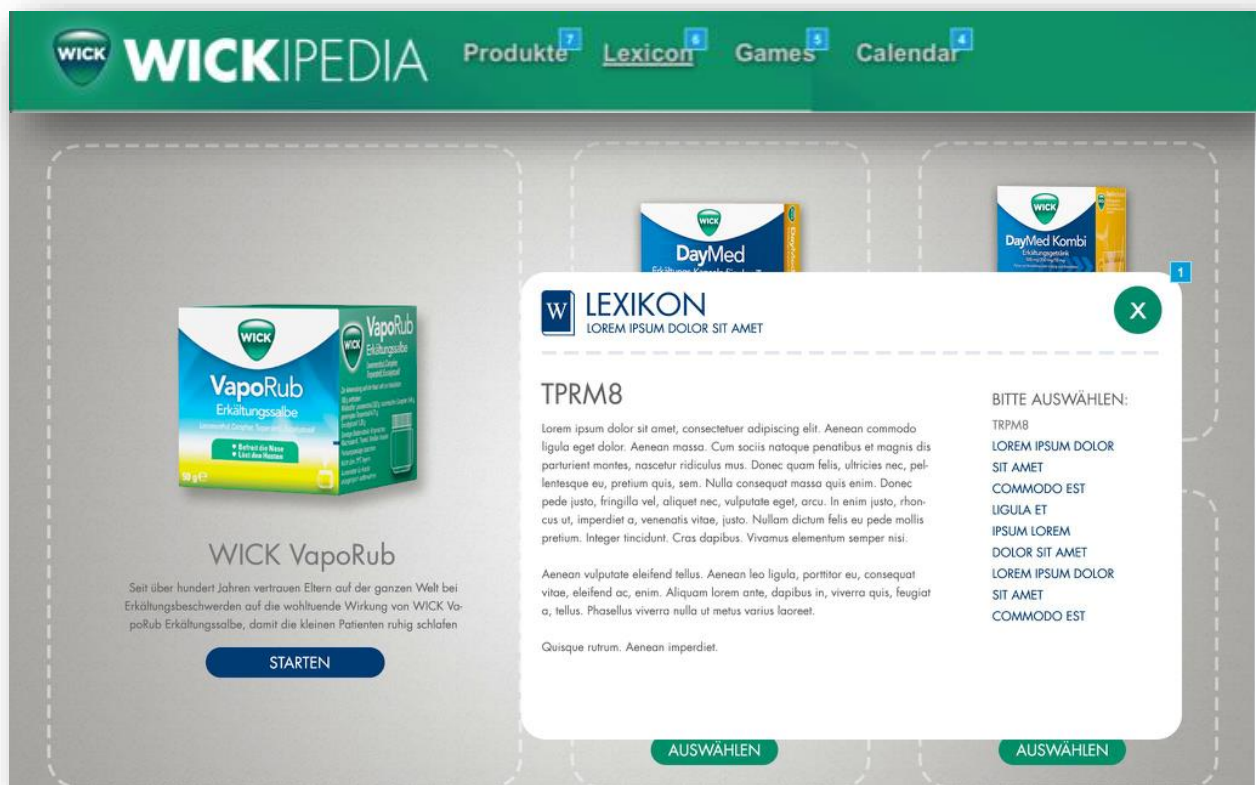 WICK WICKIPEDIA Produkte 7 Lexicon 6 Games 5 Calendar 4
WICK
DayMed
WICK
DayMed Kombi
Erkältungsgetränk
1
W LEXIKON
LOREM IPSUM DOLOR SIT AMET
X
WICK
VapoRub
Erkältungssalbe
Befreit die Nase
Löst den Husten
50 g e
WICK
VapoRub
Erkältungssalbe
WICK VapoRub
Seit über hundert Jahren vertrauen Eltern auf der ganzen Welt bei
Erkältungsbeschwerden auf die wohltuende Wirkung von WICK Va-
poRub Erkältungssalbe, damit die kleinen Patienten ruhig schlafen
STARTEN
TPRM8
Lorem ipsum dolor sit amet, consectetuer adipiscing elit. Aenean commodo
ligula eget dolor. Aenean massa. Cum sociis natoque penatibus et magnis dis
parturient montes, nascetur ridiculus mus. Donec quam felis, ultricies nec, pel-
lentesque eu, pretium quis, sem. Nulla consequat massa quis enim. Donec
pede justo, fringilla vel, aliquet nec, vulputate eget, arcu. In enim justo, rhon-
cus ut, imperdiet a, venenatis vitae, justo. Nullam dictum felis eu pede mollis
pretium. Integer tincidunt. Cras dapibus. Vivamus elementum semper nisi.
Aenean vulputate eleifend tellus. Aenean leo ligula, porttitor eu, consequat
vitae, eleifend ac, enim. Aliquam lorem ante, dapibus in, viverra quis, feugiat
a, tellus. Phasellus viverra nulla ut metus varius laoreet.
Quisque rutrum. Aenean imperdiet.
BITTE AUSWÄHLEN:
TRPM8
LOREM IPSUM DOLOR
SIT AMET
COMMODO EST
LIGULA ET
IPSUM LOREM
DOLOR SIT AMET
LOREM IPSUM DOLOR
SIT AMET
COMMODO EST
AUSWÄHLEN
AUSWÄHLEN